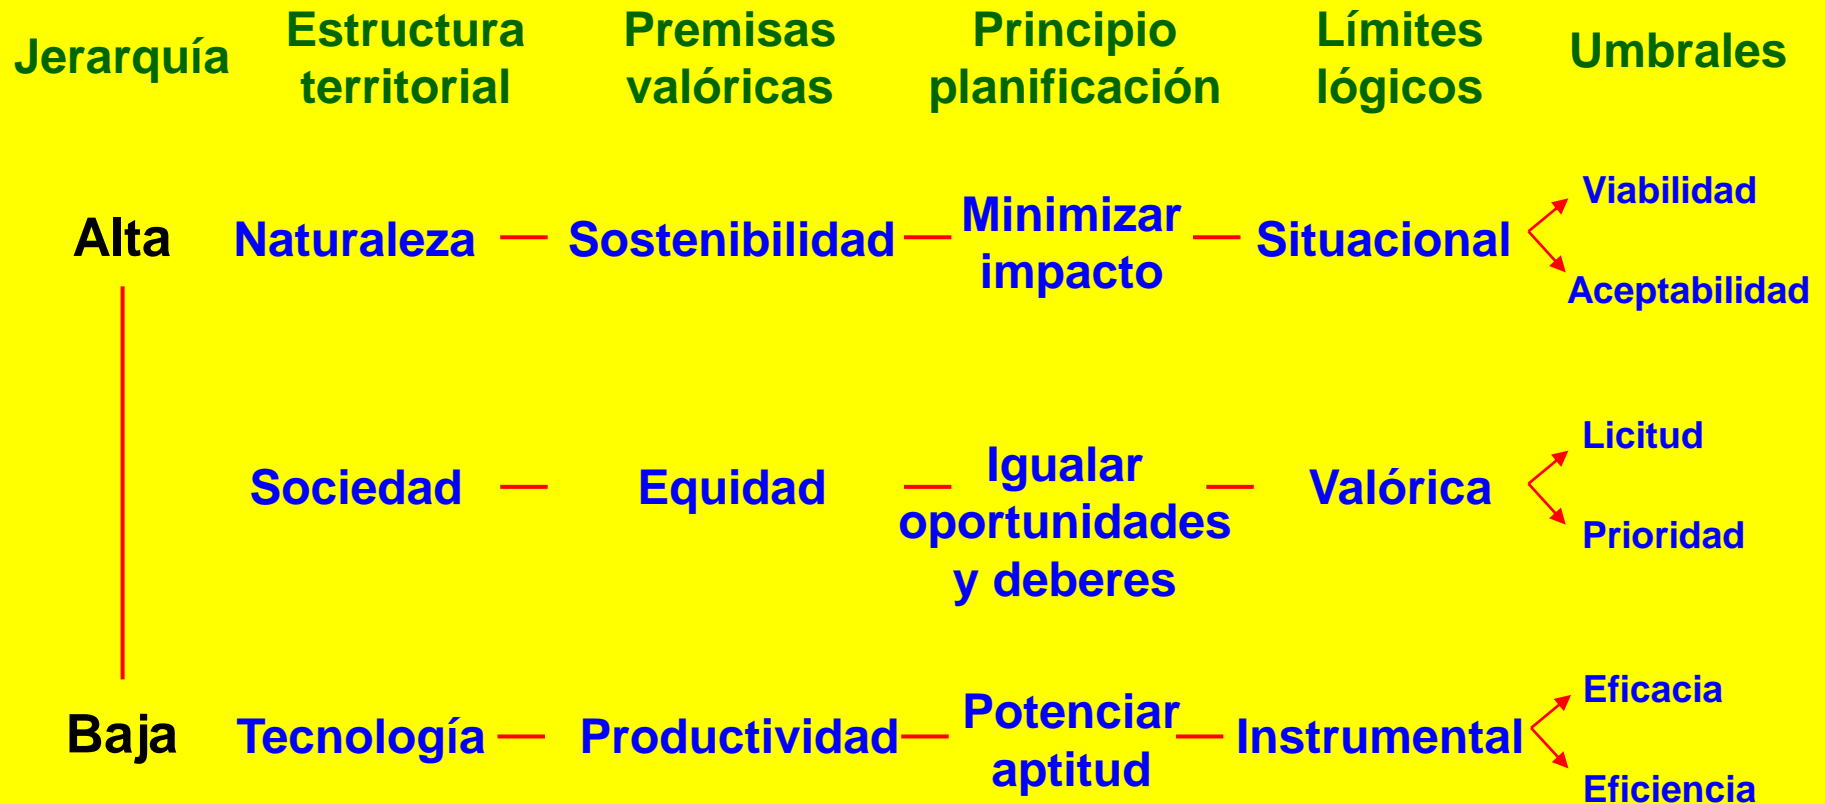 Jerarquía
Estructura
territorial
Premisas
valóricas
Principio
planificación
Límites
lógicos
Umbrales
Alta
Naturaleza
Sostenibilidad
Minimizar
impacto
Situacional
Viabilidad
Aceptabilidad
Sociedad
Equidad
Igualar
oportunidades
y deberes
Valórica
Licitud
Prioridad
Baja
Tecnología
Productividad
Potenciar
aptitud
Instrumental
Eficacia
Eficiencia